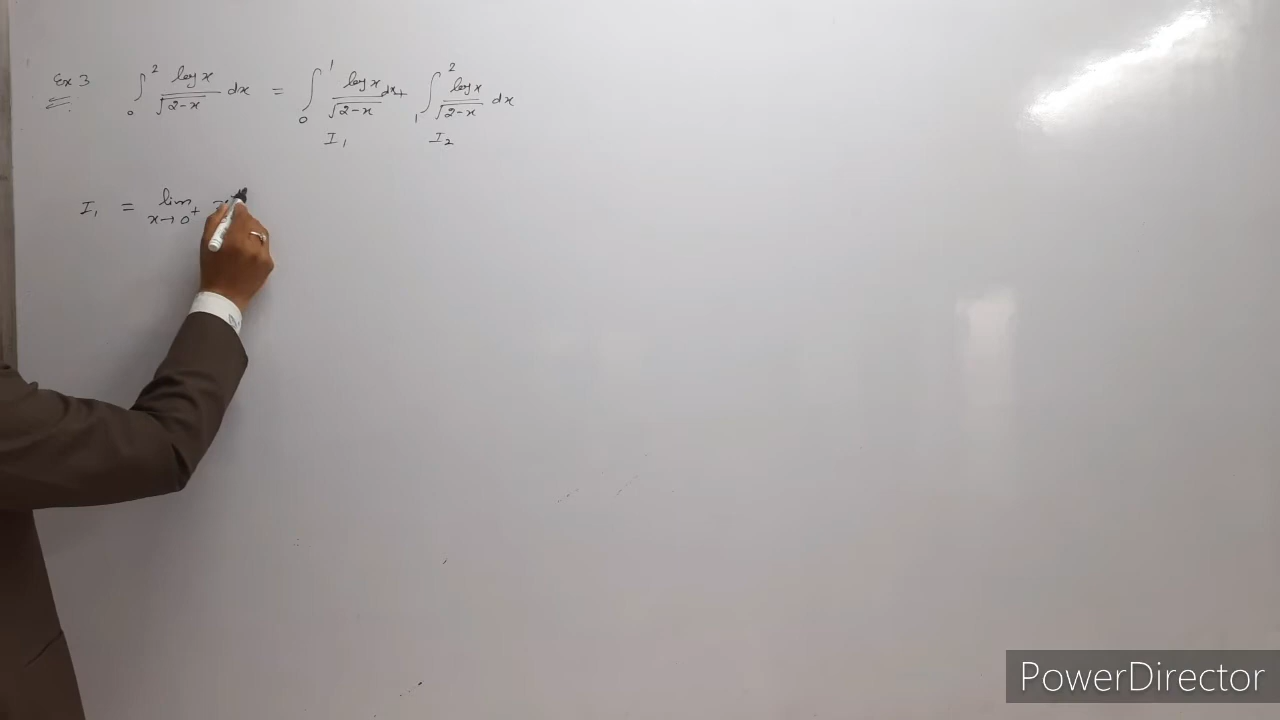 Ex 3 ∫₀² log x / √(2-x) dx = ∫₀¹ log x / √(2-x) dx + ∫₁² log x / √(2-x) dx
I₁ I₂
I₁ = lim x→0+
PowerDirector